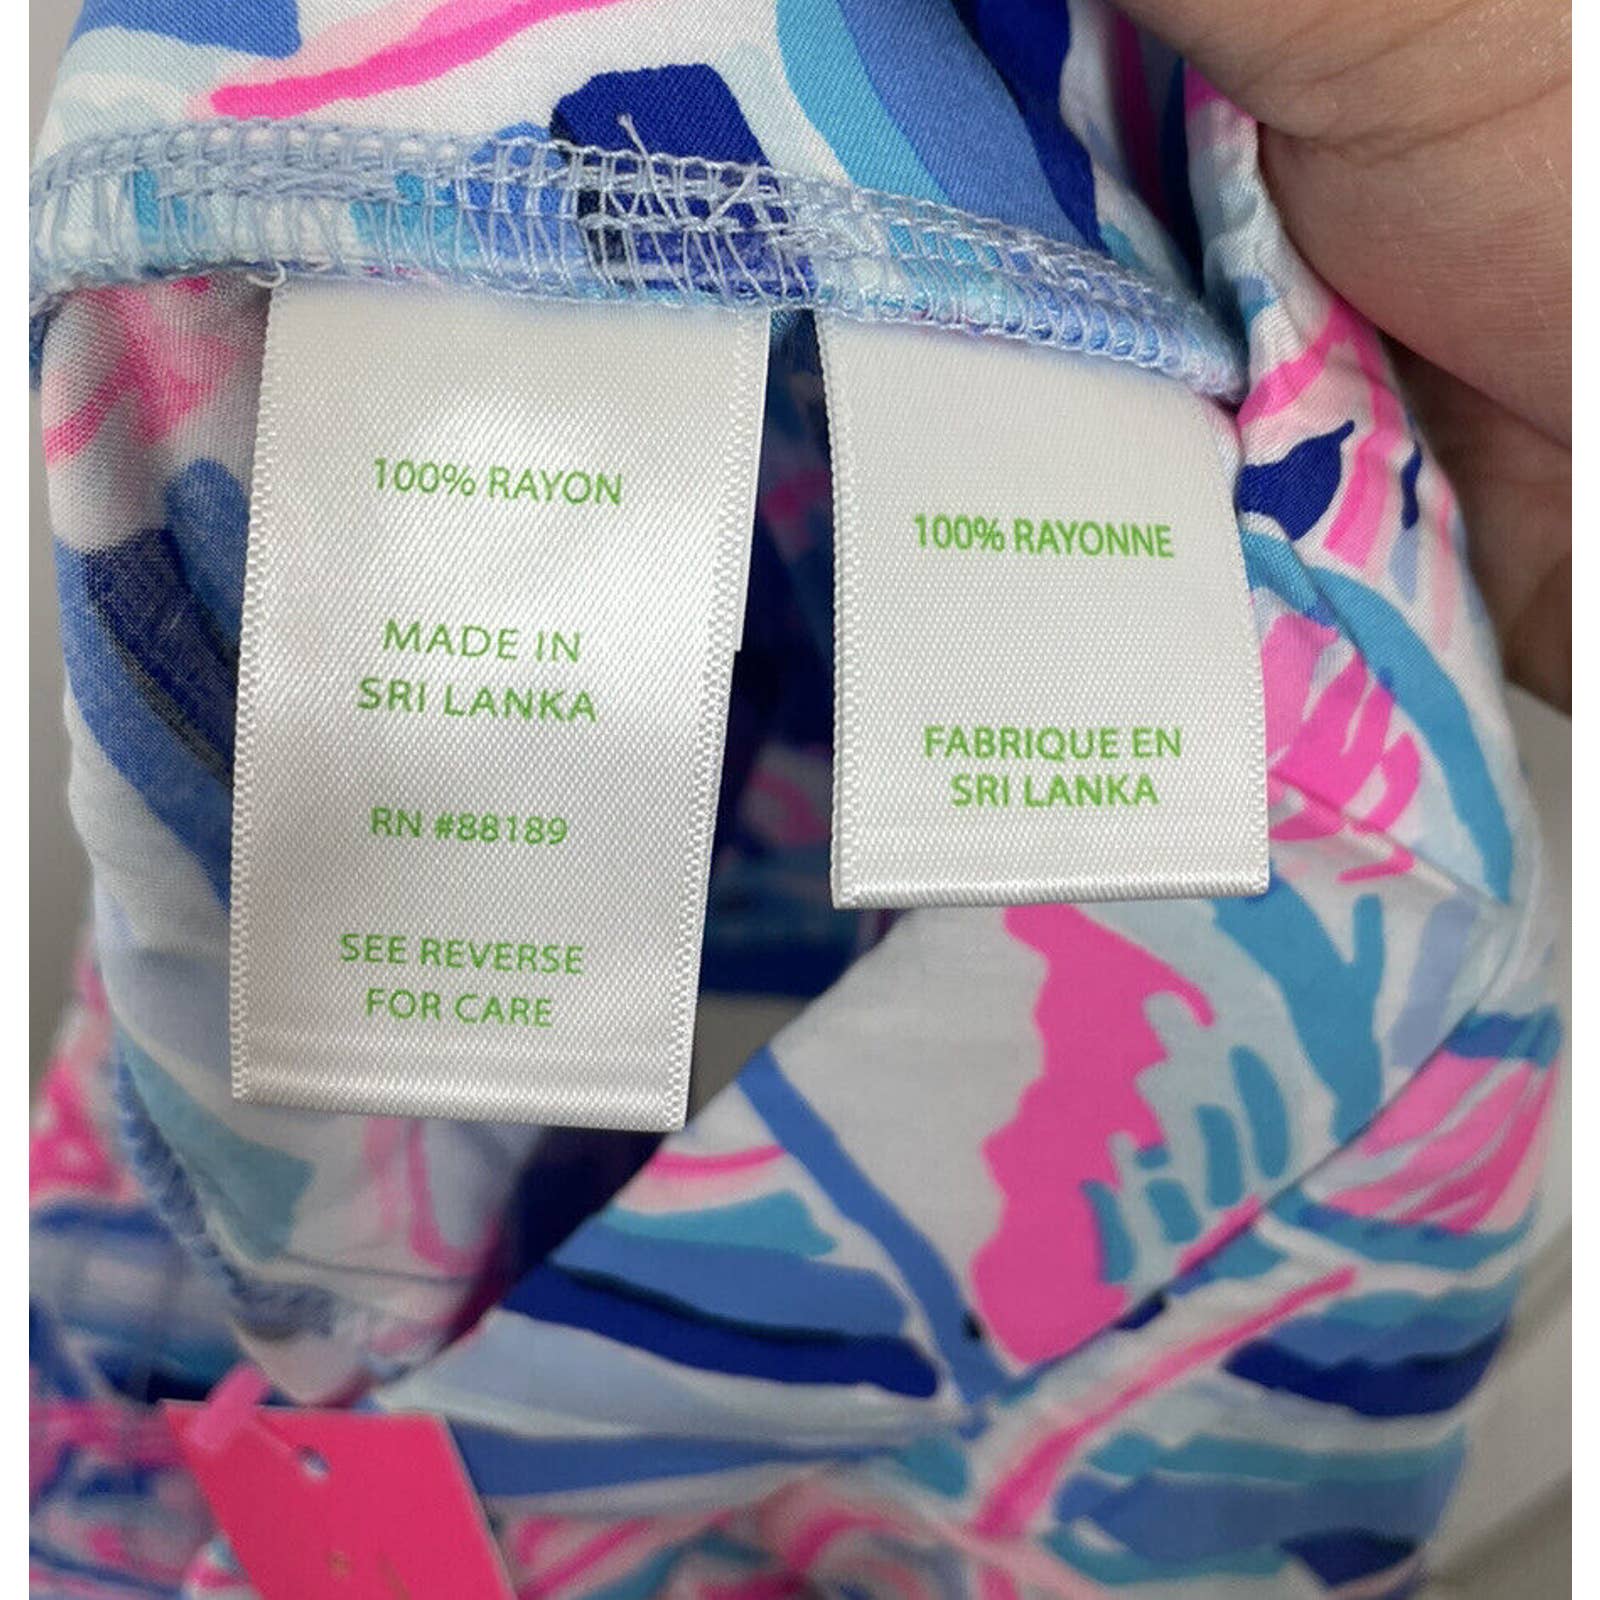 100% RAYON
MADE IN
SRI LANKA
RN #88189
SEE REVERSE
FOR CARE
100% RAYONNE
FABRIQUE EN
SRI LANKA